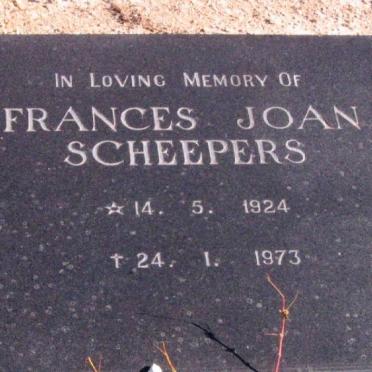 IN LOVING MEMORY OF
FRANCES JOAN
SCHEEPERS
☆ 14. 5. 1924
† 24. 1. 1973